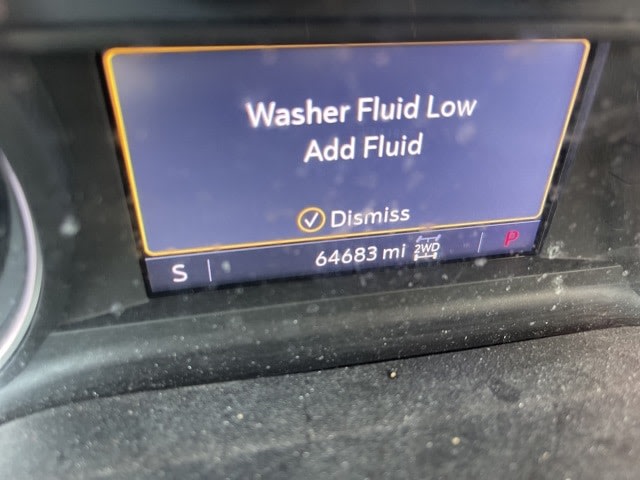 Washer Fluid Low
Add Fluid
Dismiss
S 64683 mi 2WD P